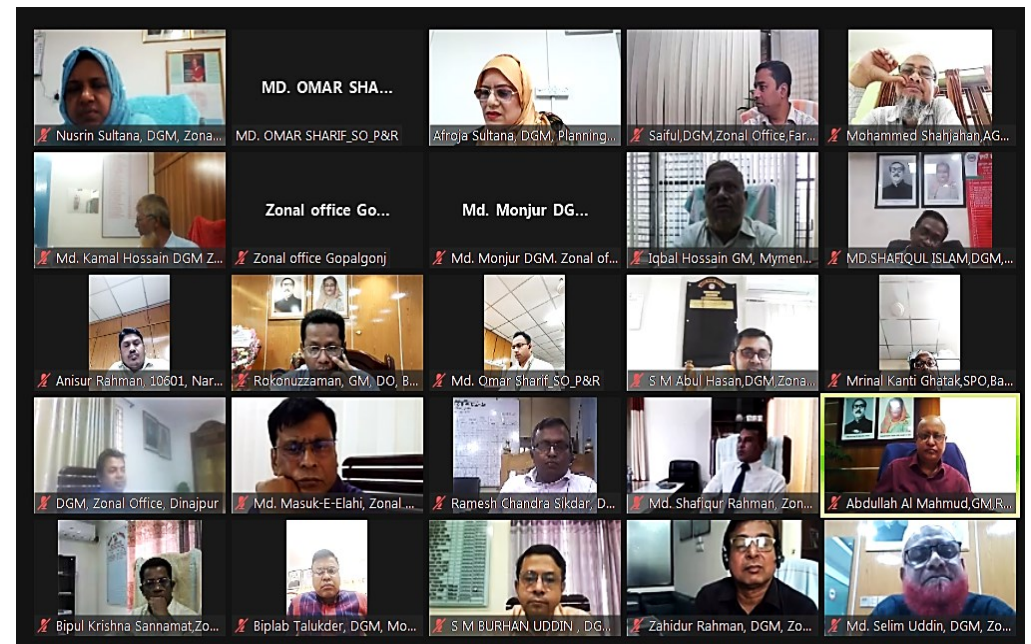 Nusrin Sultana, DGM, Zona...
MD. OMAR SHA...
MD. OMAR SHARIF_SO_P&R
Afroja Sultana, DGM, Planning...
Saiful,DGM,Zonal Office,Far...
Mohammed Shahjahan,AG...
Md. Kamal Hossain DGM Z...
Zonal office Go...
Zonal office Gopalgonj
Md. Monjur DG...
Md. Monjur DGM. Zonal of...
Iqbal Hossain GM, Mymen...
MD.SHAFIQUL ISLAM,DGM,...
Anisur Rahman, 10601, Nar...
Rokonuzzaman, GM, DO, B...
Md. Omar Sharif_SO_P&R
S M Abul Hasan,DGM,Zona...
Mrinal Kanti Ghatak,SPO,Ba...
DGM, Zonal Office, Dinajpur
Md. Masuk-E-Elahi, Zonal ...
Ramesh Chandra Sikdar, D...
Md. Shafiqur Rahman, Zon...
Abdullah Al Mahmud,GM,R...
Bipul Krishna Sannamat,Zo...
Biplab Talukder, DGM, Mo...
S M BURHAN UDDIN , DG...
Zahidur Rahman, DGM, Zo...
Md. Selim Uddin, DGM, Zo...